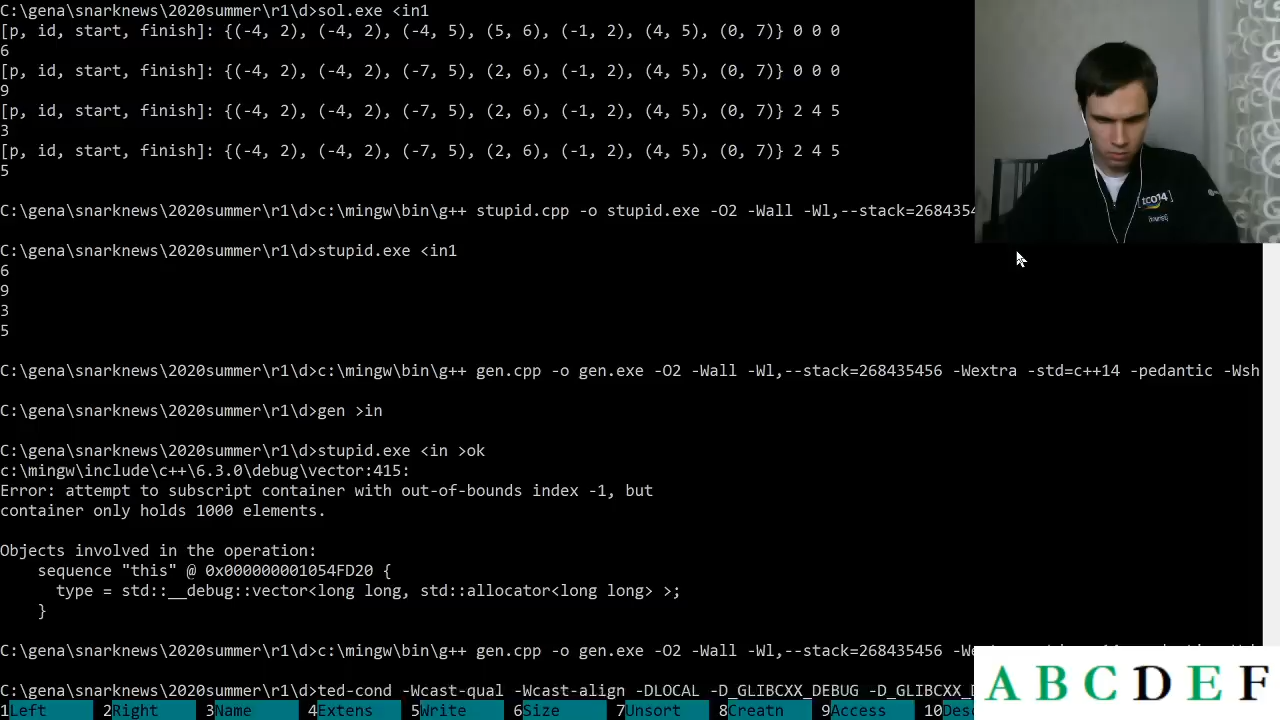 C:\gena\snarknews\2020summer\r1\d>sol.exe <in1
[p, id, start, finish]: {(-4, 2), (-4, 2), (-4, 5), (5, 6), (-1, 2), (4, 5), (0, 7)} 0 0 0
6
[p, id, start, finish]: {(-4, 2), (-4, 2), (-7, 5), (2, 6), (-1, 2), (4, 5), (0, 7)} 0 0 0
9
[p, id, start, finish]: {(-4, 2), (-4, 2), (-7, 5), (2, 6), (-1, 2), (4, 5), (0, 7)} 2 4 5
3
[p, id, start, finish]: {(-4, 2), (-4, 2), (-7, 5), (2, 6), (-1, 2), (4, 5), (0, 7)} 2 4 5
5
C:\gena\snarknews\2020summer\r1\d>c:\mingw\bin\g++ stupid.cpp -o stupid.exe -O2 -Wall -Wl,--stack=2684354
C:\gena\snarknews\2020summer\r1\d>stupid.exe <in1
6
9
3
5
C:\gena\snarknews\2020summer\r1\d>c:\mingw\bin\g++ gen.cpp -o gen.exe -O2 -Wall -Wl,--stack=268435456 -Wextra -std=c++14 -pedantic -Wsh
C:\gena\snarknews\2020summer\r1\d>gen >in
C:\gena\snarknews\2020summer\r1\d>stupid.exe <in >ok
c:\mingw\include\c++\6.3.0\debug\vector:415:
Error: attempt to subscript container with out-of-bounds index -1, but
container only holds 1000 elements.
Objects involved in the operation:
sequence "this" @ 0x000000001054FD20 {
type = std::__debug::vector<long long, std::allocator<long long> >;
}
C:\gena\snarknews\2020summer\r1\d>c:\mingw\bin\g++ gen.cpp -o gen.exe -O2 -Wall -Wl,--stack=268435456
C:\gena\snarknews\2020summer\r1\d>ted-cond -Wcast-qual -Wcast-align -DLOCAL -D_GLIBCXX_DEBUG -D_GLIBCXX_D
1Left 2Right 3Name 4Extens 5Write 6Size 7Unsort 8Creatn 9Access 10Desc
[tco14]
A B C D E F